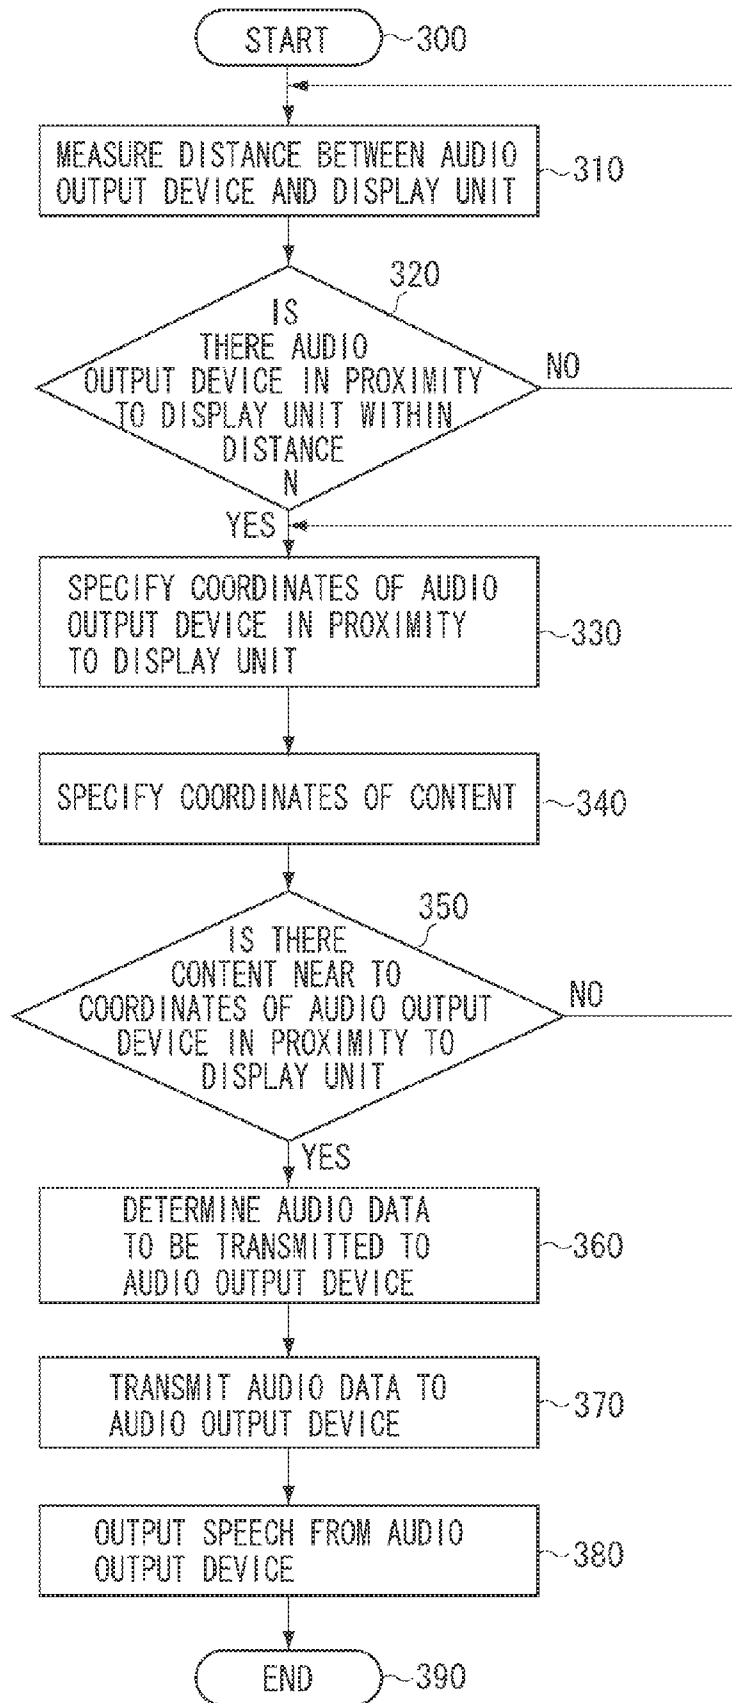 START
300
MEASURE DISTANCE BETWEEN AUDIO
OUTPUT DEVICE AND DISPLAY UNIT
310
320
IS
THERE AUDIO
OUTPUT DEVICE IN PROXIMITY
TO DISPLAY UNIT WITHIN
DISTANCE
N
NO
YES
SPECIFY COORDINATES OF AUDIO
OUTPUT DEVICE IN PROXIMITY
TO DISPLAY UNIT
330
SPECIFY COORDINATES OF CONTENT
340
350
IS THERE
CONTENT NEAR TO
COORDINATES OF AUDIO OUTPUT
DEVICE IN PROXIMITY TO
DISPLAY UNIT
NO
YES
DETERMINE AUDIO DATA
TO BE TRANSMITTED TO
AUDIO OUTPUT DEVICE
360
TRANSMIT AUDIO DATA TO
AUDIO OUTPUT DEVICE
370
OUTPUT SPEECH FROM AUDIO
OUTPUT DEVICE
380
END
390